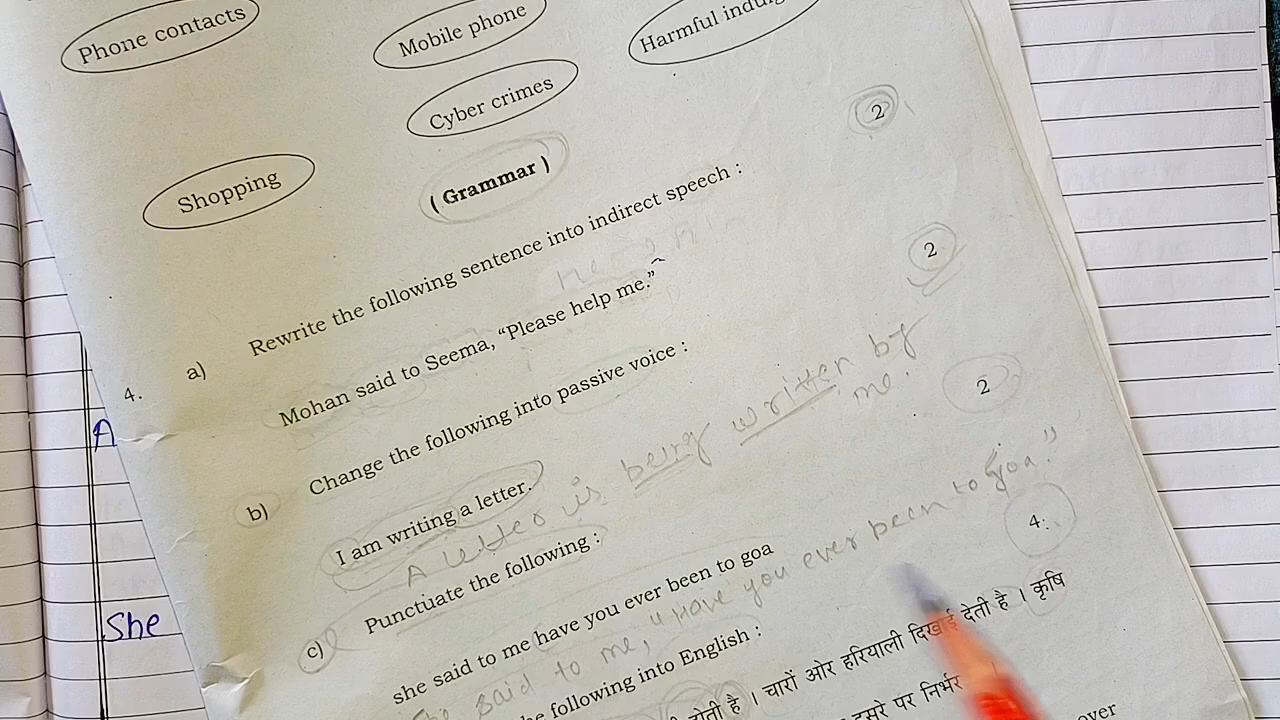 Phone contacts
Mobile phone
Harmful
Cyber crimes
Shopping
( Grammar )
2
4. a) Rewrite the following sentence into indirect speech :
Mohan said to Seema, “Please help me.”
2
b) Change the following into passive voice :
I am writing a letter.
A letter is being written by
me.
2
c) Punctuate the following :
she said to me have you ever been to goa
said to me, "Have you ever been to Goa."
4
the following into English :
होती है । चारों ओर हरियाली दिखाई देती है । कृषि
दूसरे पर निर्भर
over
A
She